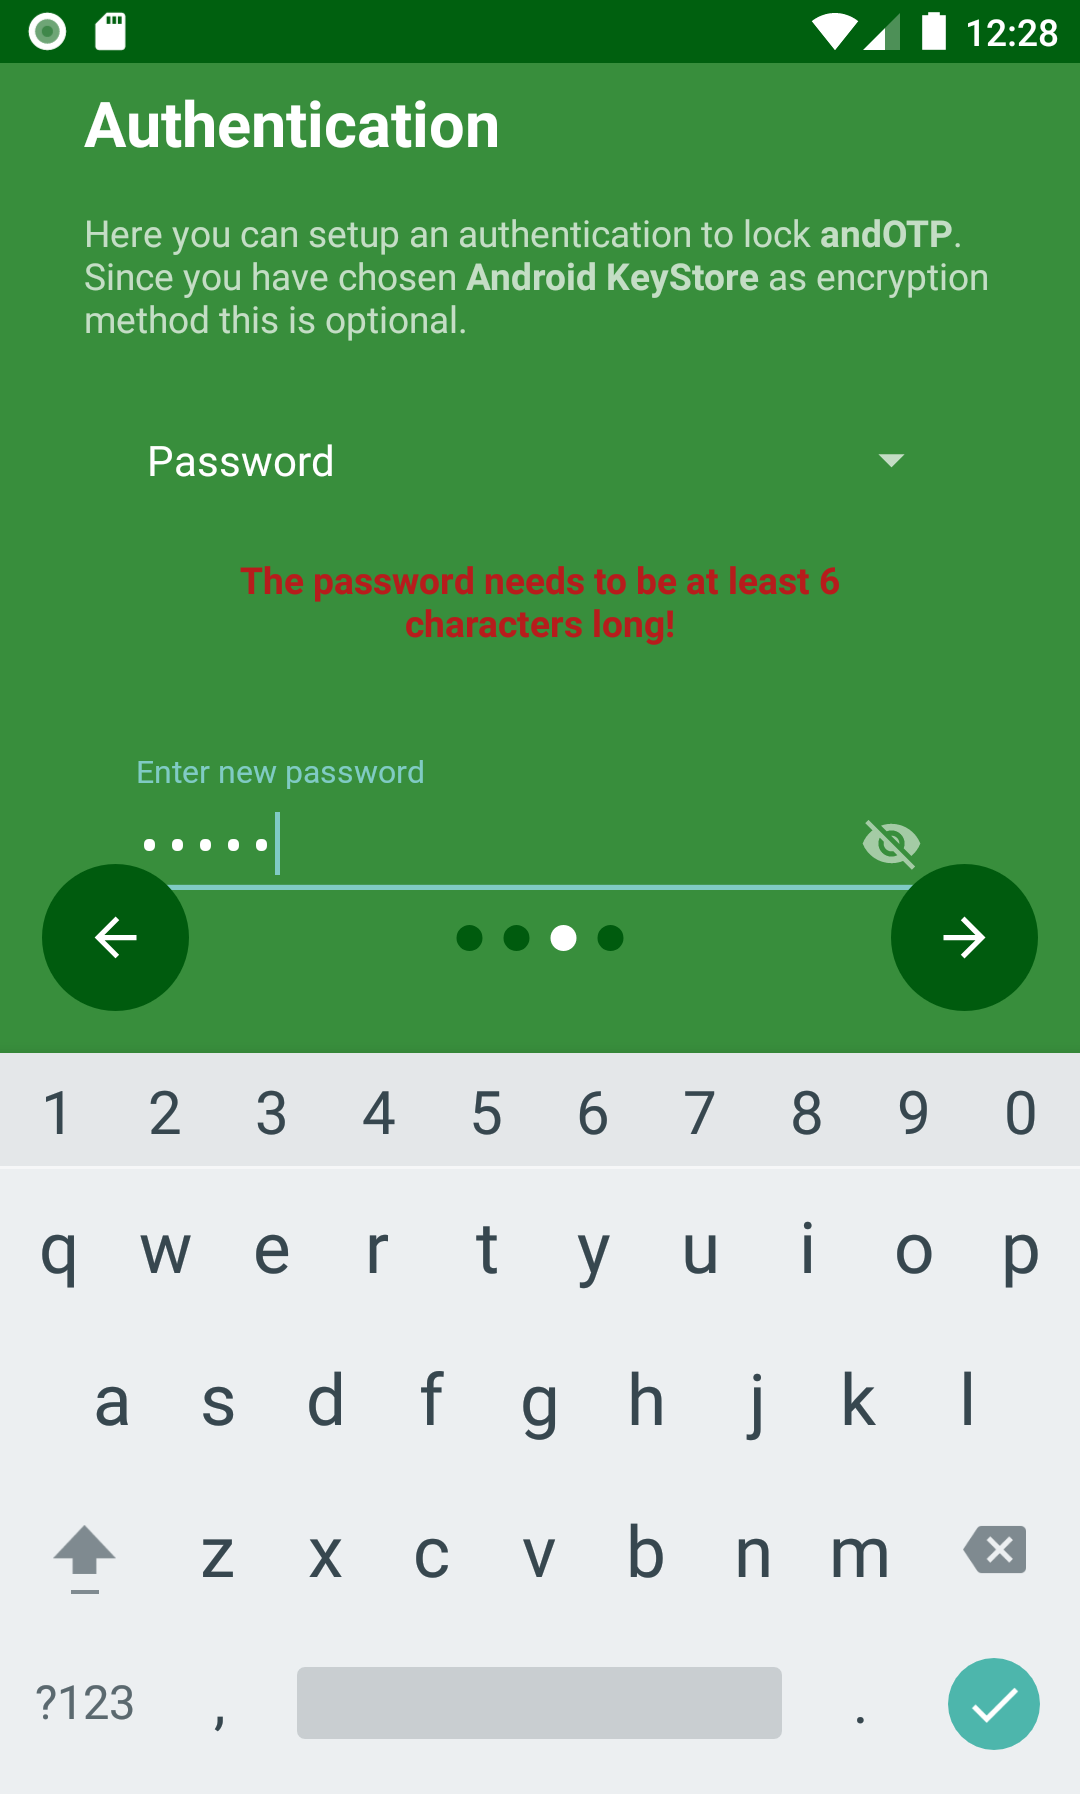 12:28
Authentication
Here you can setup an authentication to lock andOTP.
Since you have chosen Android KeyStore as encryption
method this is optional.
Password
The password needs to be at least 6
characters long!
Enter new password
•••••
1 2 3 4 5 6 7 8 9 0
q w e r t y u i o p
a s d f g h j k l
z x c v b n m
?123 , .